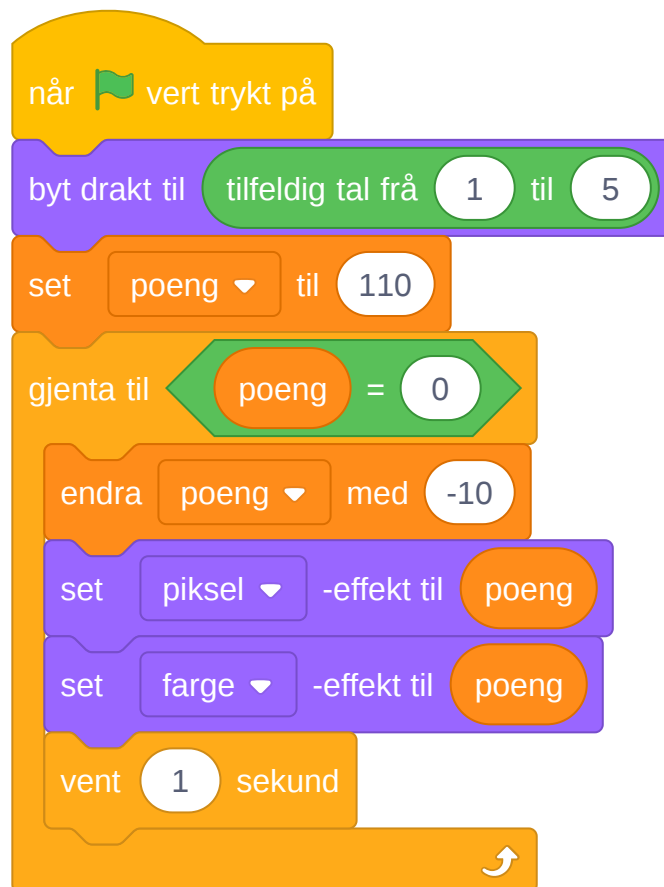 når vert trykt på
byt drakt til tilfeldig tal frå 1 til 5
set poeng til 110
gjenta til poeng = 0
endra poeng med -10
set piksel -effekt til poeng
set farge -effekt til poeng
vent 1 sekund